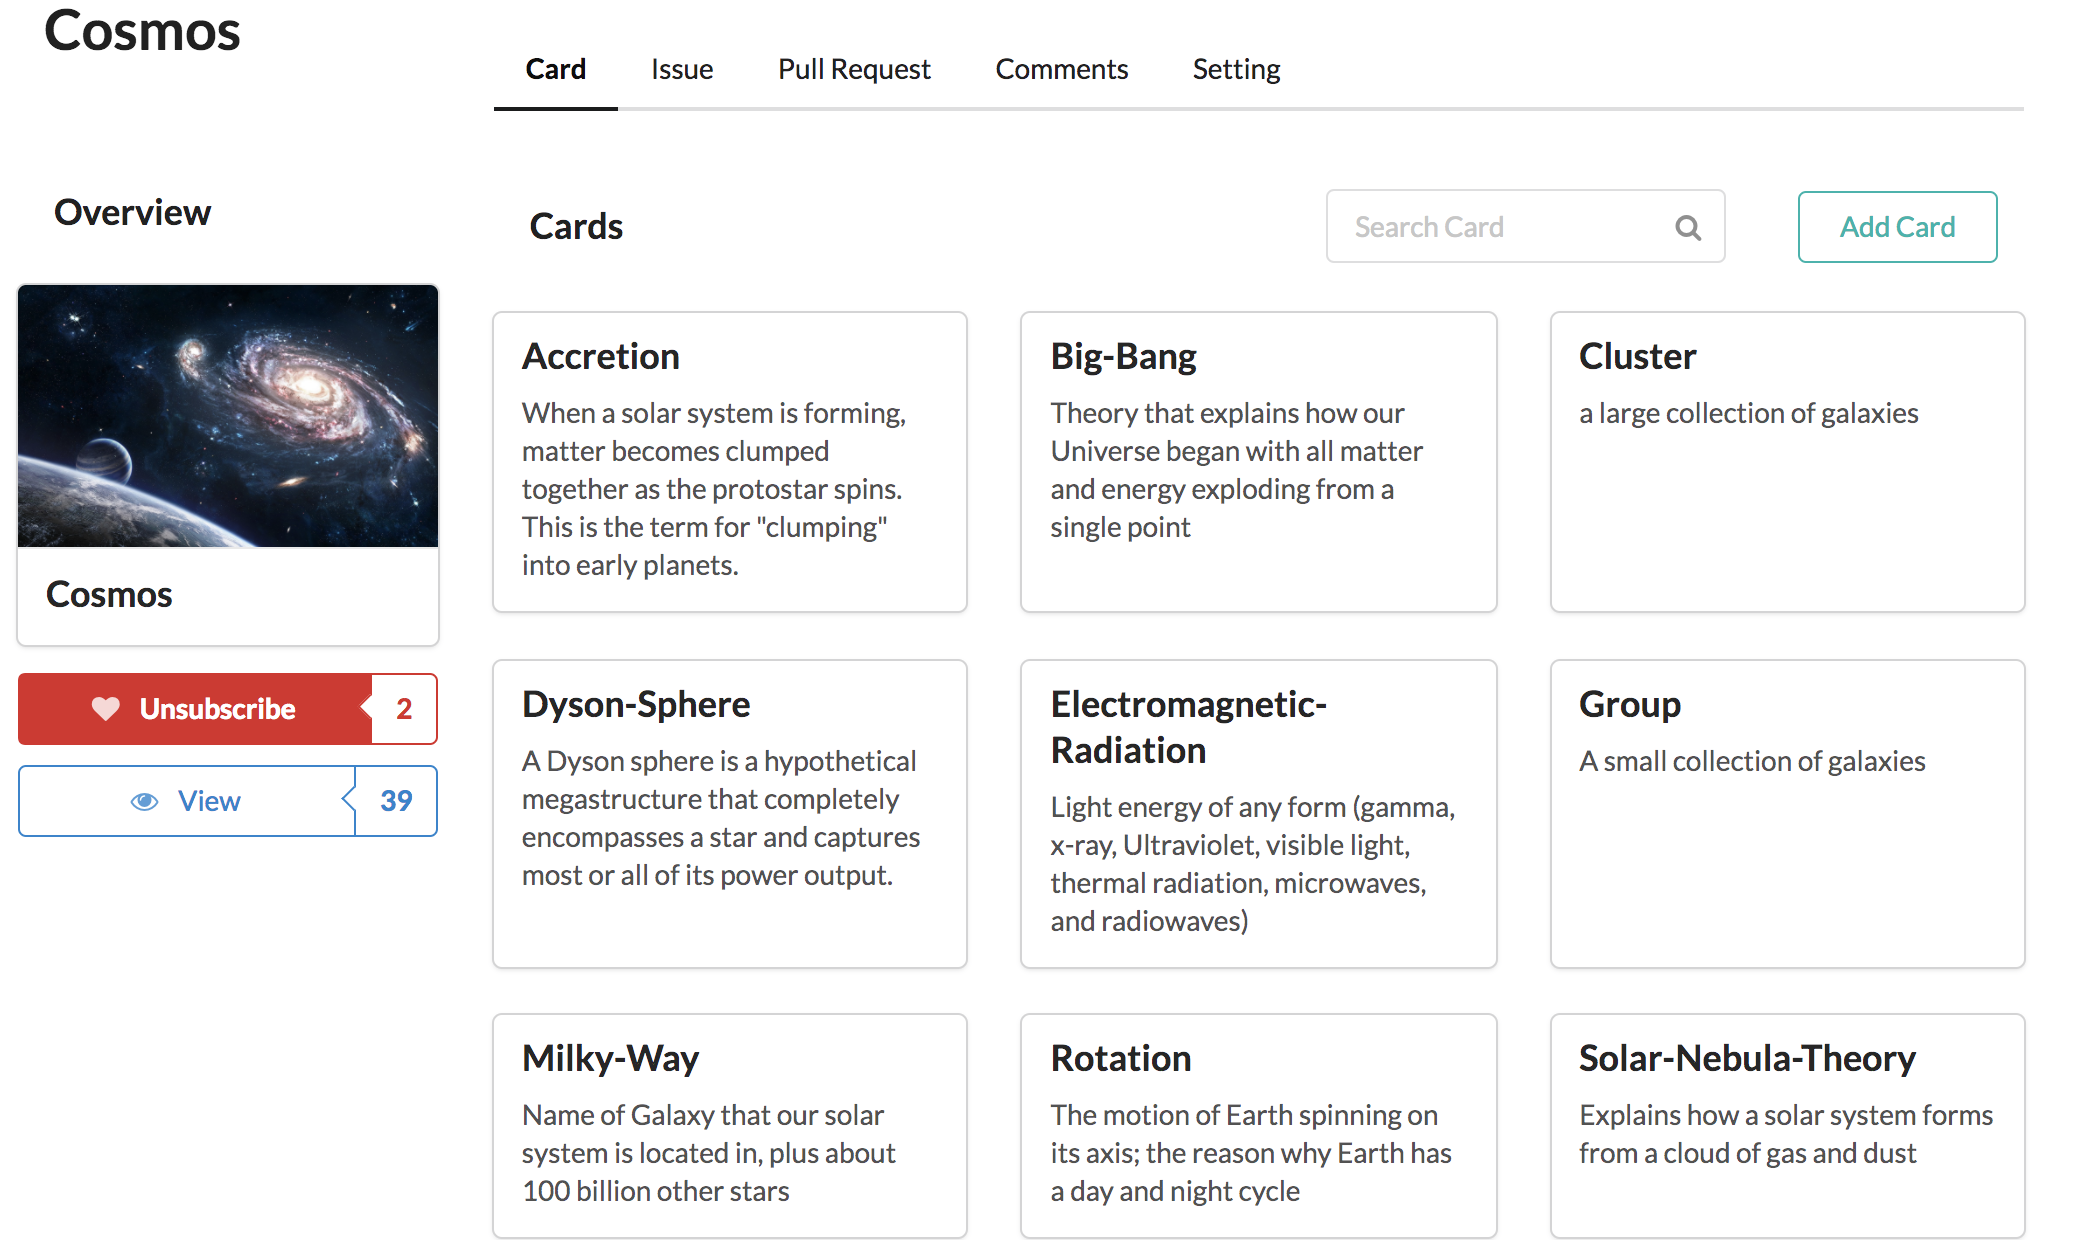 Cosmos
Card Issue Pull Request Comments Setting
Overview
Cosmos
Unsubscribe 2
View 39
Cards
Search Card
Add Card
Accretion
When a solar system is forming,
matter becomes clumped
together as the protostar spins.
This is the term for "clumping"
into early planets.
Big-Bang
Theory that explains how our
Universe began with all matter
and energy exploding from a
single point
Cluster
a large collection of galaxies
Dyson-Sphere
A Dyson sphere is a hypothetical
megastructure that completely
encompasses a star and captures
most or all of its power output.
Electromagnetic-
Radiation
Light energy of any form (gamma,
x-ray, Ultraviolet, visible light,
thermal radiation, microwaves,
and radiowaves)
Group
A small collection of galaxies
Milky-Way
Name of Galaxy that our solar
system is located in, plus about
100 billion other stars
Rotation
The motion of Earth spinning on
its axis; the reason why Earth has
a day and night cycle
Solar-Nebula-Theory
Explains how a solar system forms
from a cloud of gas and dust